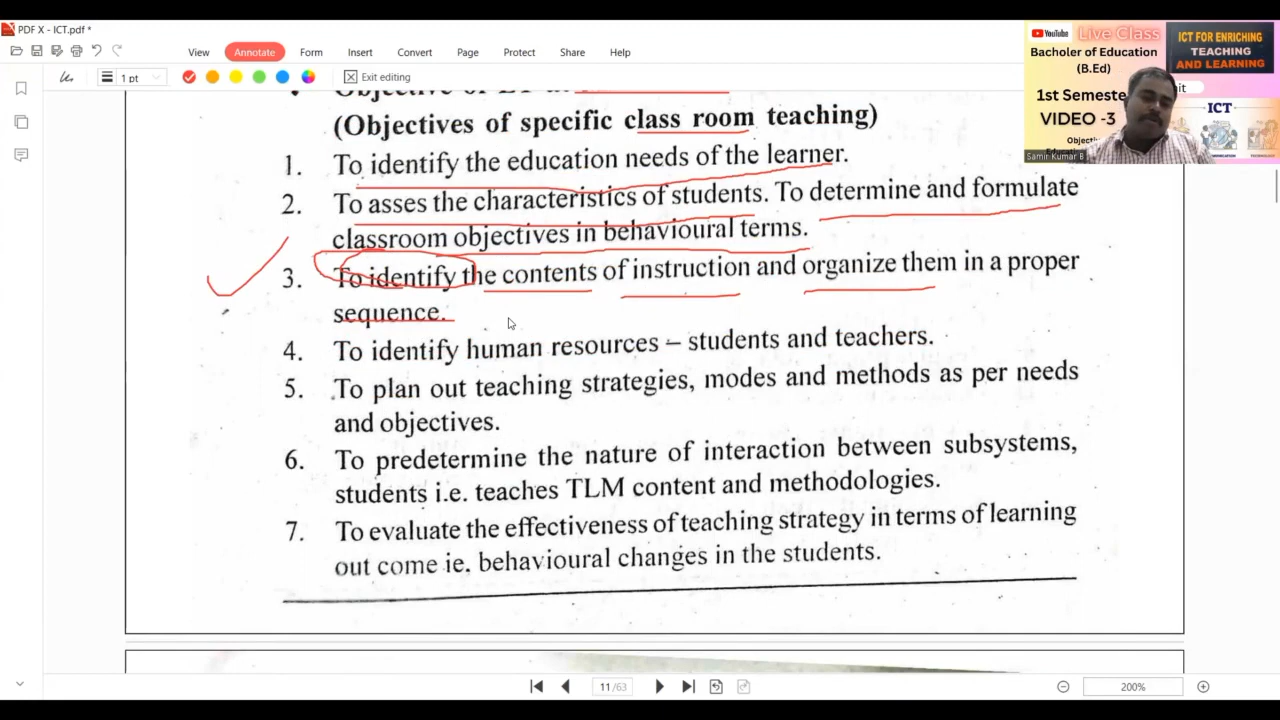 PDF X - ICT.pdf *
View Annotate Form Insert Convert Page Protect Share Help
1 pt Exit editing
YouTube Live Class
Bacholer of Education
(B.Ed)
1st Semeste
VIDEO -3
Samir Kumar B
ICT FOR ENRICHING
TEACHING
AND LEARNING
ICT
(Objectives of specific class room teaching)
1. To identify the education needs of the learner.
2. To asses the characteristics of students. To determine and formulate
classroom objectives in behavioural terms.
3. To identify the contents of instruction and organize them in a proper
sequence.
4. To identify human resources – students and teachers.
5. To plan out teaching strategies, modes and methods as per needs
and objectives.
6. To predetermine the nature of interaction between subsystems,
students i.e. teaches TLM content and methodologies.
7. To evaluate the effectiveness of teaching strategy in terms of learning
out come ie. behavioural changes in the students.
11/63
200%